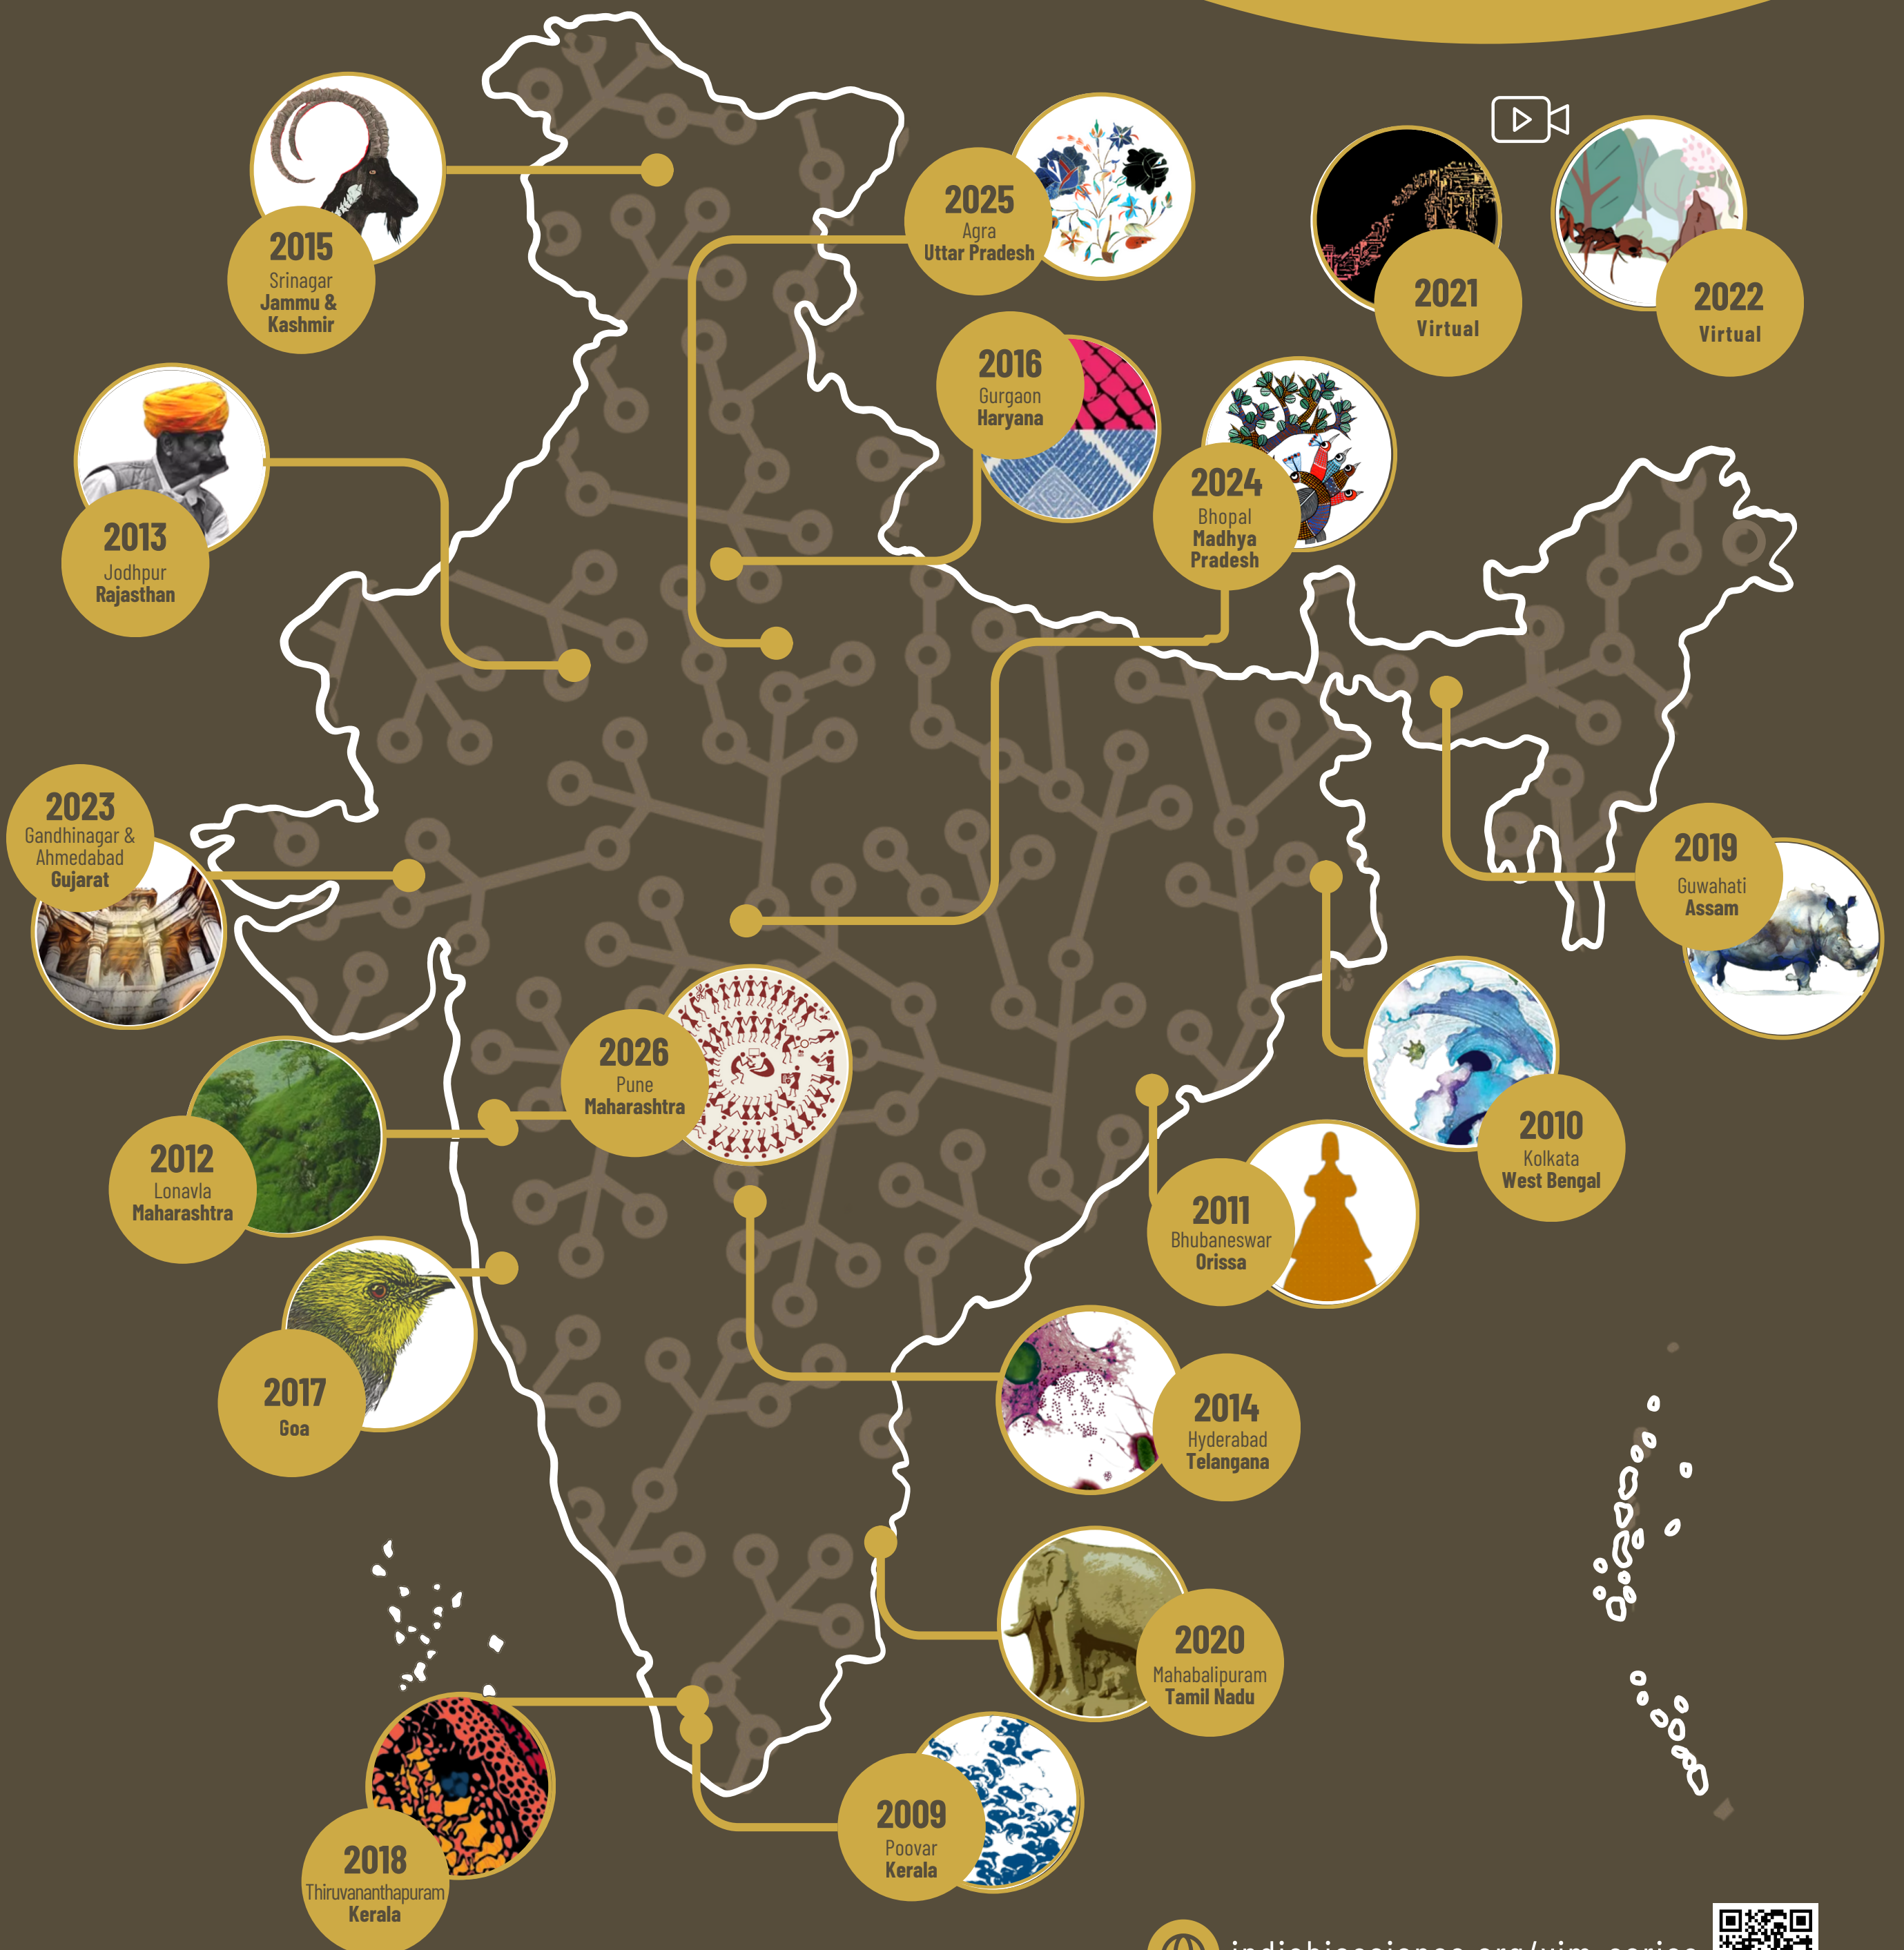 2015
Srinagar
Jammu &
Kashmir
2025
Agra
Uttar Pradesh
2021
Virtual
2022
Virtual
2016
Gurgaon
Haryana
2024
Bhopal
Madhya
Pradesh
2013
Jodhpur
Rajasthan
2023
Gandhinagar &
Ahmedabad
Gujarat
2019
Guwahati
Assam
2026
Pune
Maharashtra
2012
Lonavla
Maharashtra
2010
Kolkata
West Bengal
2011
Bhubaneswar
Orissa
2017
Goa
2014
Hyderabad
Telangana
2020
Mahabalipuram
Tamil Nadu
2009
Poovar
Kerala
2018
Thiruvananthapuram
Kerala